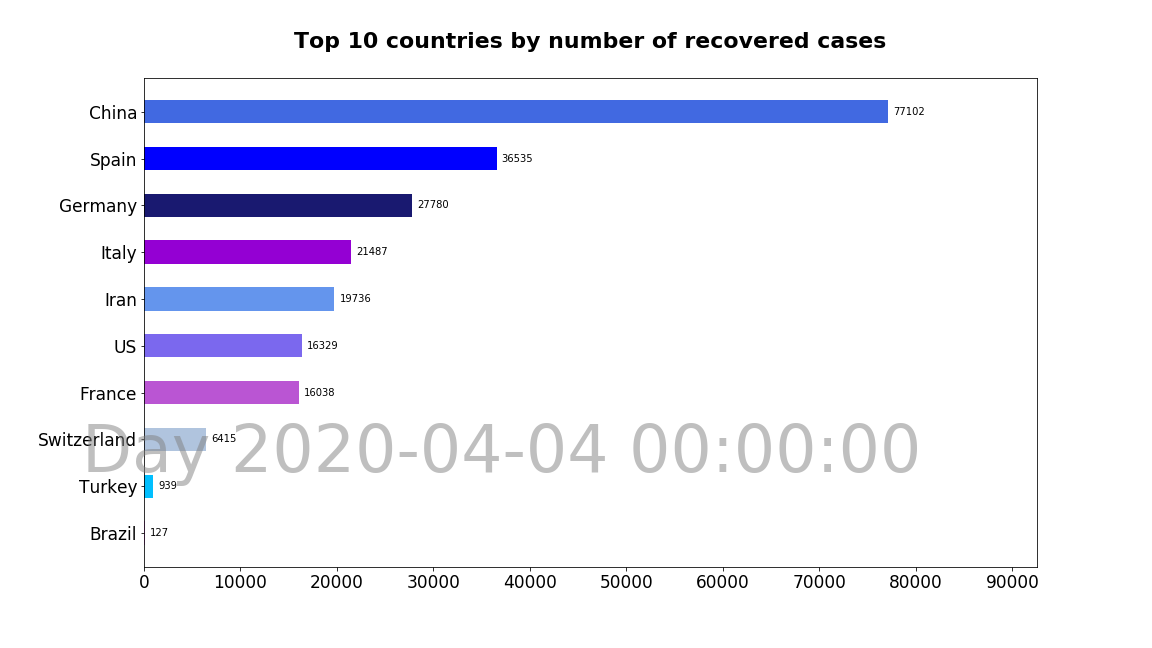 Top 10 countries by number of recovered cases
China 77102
Spain 36535
Germany 27780
Italy 21487
Iran 19736
US 16329
France 16038
Switzerland 6415
Day 2020-04-04 00:00:00
Turkey 939
Brazil 127
0 10000 20000 30000 40000 50000 60000 70000 80000 90000